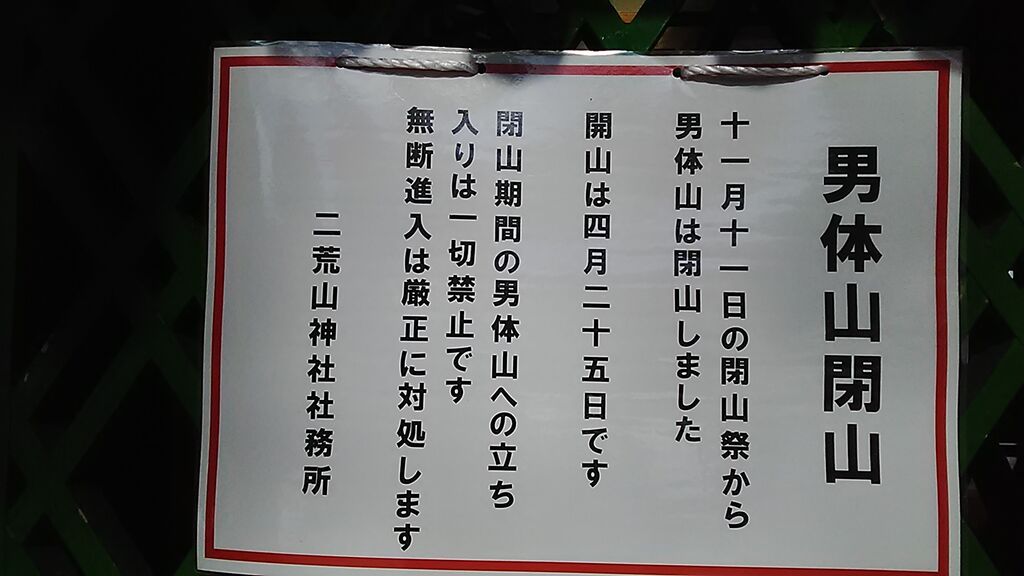 男体山閉山
十一月十一日の閉山祭から
男体山は閉山しました
開山は四月二十五日です
閉山期間の男体山への立ち
入りは一切禁止です
無断進入は厳正に対処します
二荒山神社社務所